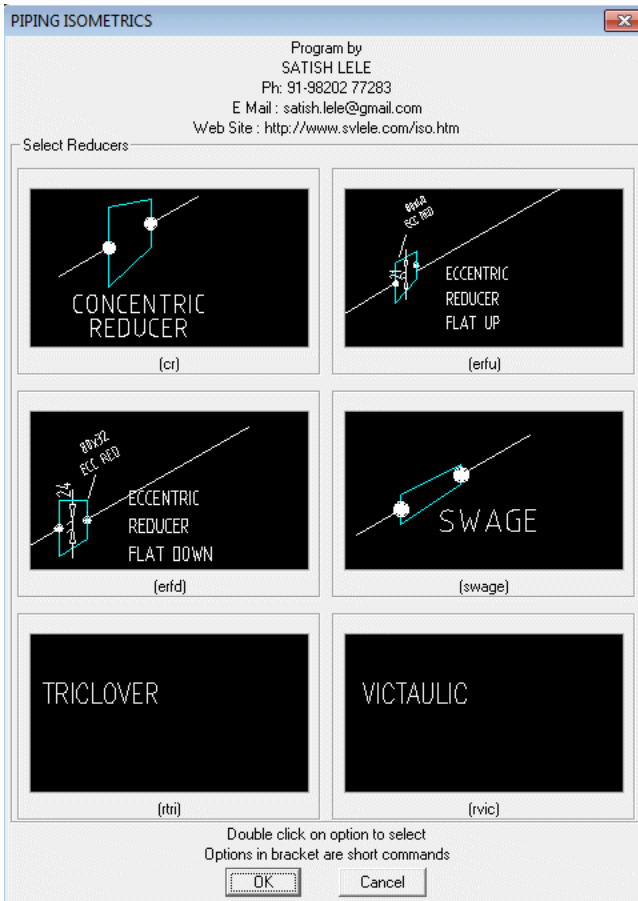 PIPING ISOMETRICS
Program by
SATISH LELE
Ph: 91-98202 77283
E Mail : satish.lele@gmail.com
Web Site : http://www.svlele.com/iso.htm
Select Reducers
CONCENTRIC
REDUCER
(cr)
ECC RED
ECCENTRIC
REDUCER
FLAT UP
(erfu)
80x32
ECC RED
24
ECCENTRIC
REDUCER
FLAT DOWN
(erfd)
SWAGE
(swage)
TRICLOVER
(rtri)
VICTAULIC
(rvic)
Double click on option to select
Options in bracket are short commands
OK
Cancel